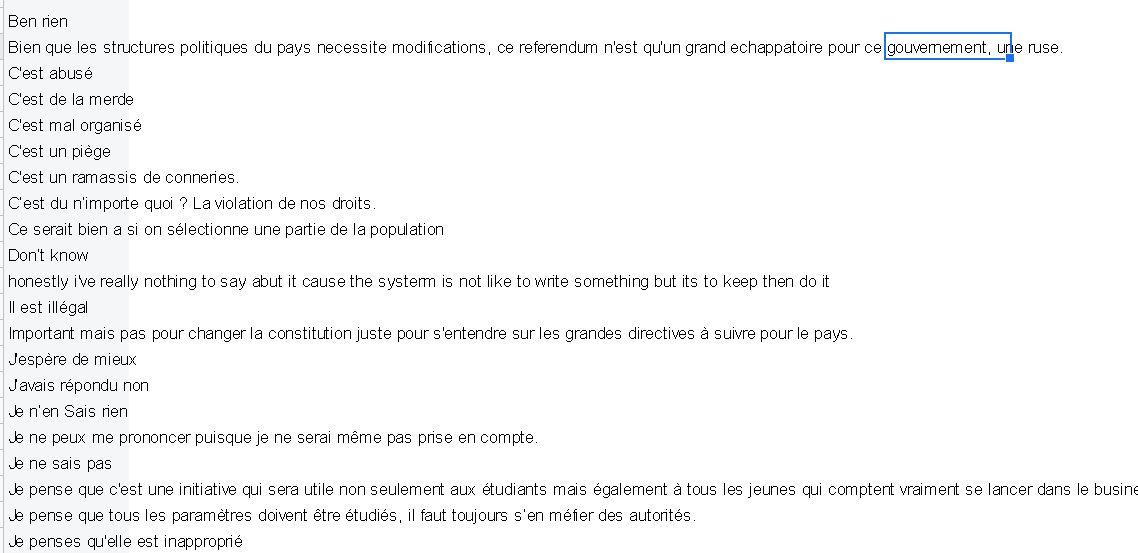 Ben rien
Bien que les structures politiques du pays necessite modifications, ce referendum n'est qu'un grand echappatoire pour ce gouvernement, une ruse.
C'est abusé
C'est de la merde
C'est mal organisé
C'est un piège
C'est un ramassis de conneries.
C'est du n'importe quoi ? La violation de nos droits.
Ce serait bien a si on sélectionne une partie de la population
Don't know
honestly i've really nothing to say abut it cause the systerm is not like to write something but its to keep then do it
Il est illégal
Important mais pas pour changer la constitution juste pour s'entendre sur les grandes directives à suivre pour le pays.
J'espère de mieux
J'avais répondu non
Je n'en Sais rien
Je ne peux me prononcer puisque je ne serai même pas prise en compte.
Je ne sais pas
Je pense que c'est une initiative qui sera utile non seulement aux étudiants mais également à tous les jeunes qui comptent vraiment se lancer dans le busine
Je pense que tous les paramètres doivent être étudiés, il faut toujours s'en méfier des autorités.
Je penses qu'elle est inapproprié